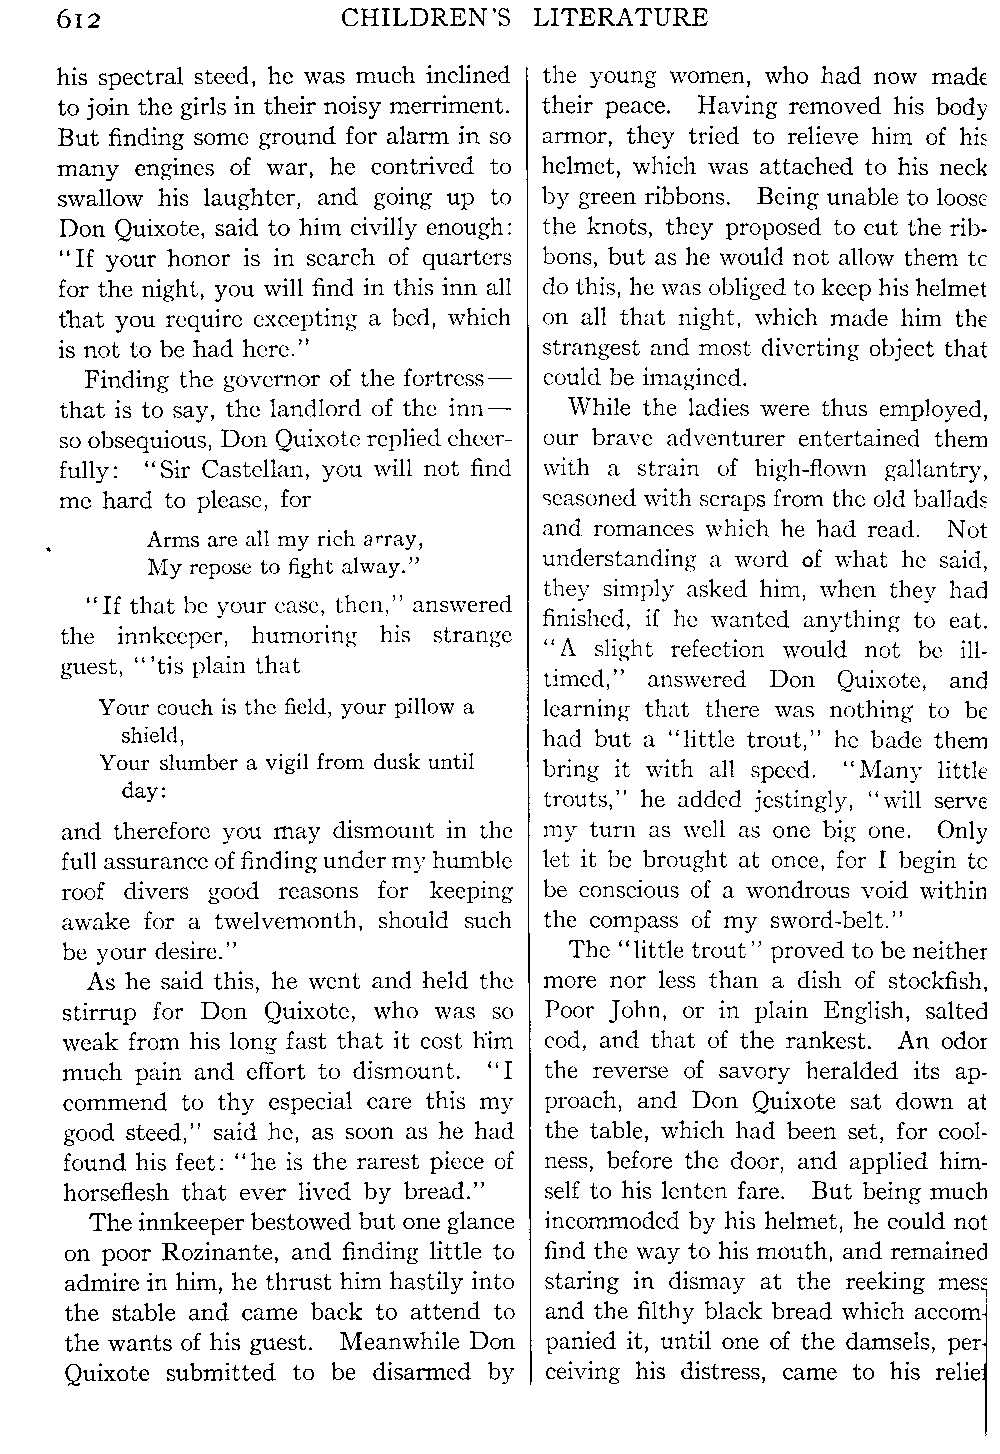 612 CHILDREN'S LITERATURE
his spectral steed, he was much inclined
to join the girls in their noisy merriment.
But finding some ground for alarm in so
many engines of war, he contrived to
swallow his laughter, and going up to
Don Quixote, said to him civilly enough:
"If your honor is in search of quarters
for the night, you will find in this inn all
that you require excepting a bed, which
is not to be had here."
Finding the governor of the fortress—
that is to say, the landlord of the inn—
so obsequious, Don Quixote replied cheer-
fully: "Sir Castellan, you will not find
me hard to please, for
Arms are all my rich array,
My repose to fight alway."
"If that be your case, then," answered
the innkeeper, humoring his strange
guest, "'tis plain that
Your couch is the field, your pillow a
shield,
Your slumber a vigil from dusk until
day:
and therefore you may dismount in the
full assurance of finding under my humble
roof divers good reasons for keeping
awake for a twelvemonth, should such
be your desire."
As he said this, he went and held the
stirrup for Don Quixote, who was so
weak from his long fast that it cost him
much pain and effort to dismount. "I
commend to thy especial care this my
good steed," said he, as soon as he had
found his feet: "he is the rarest piece of
horseflesh that ever lived by bread."
The innkeeper bestowed but one glance
on poor Rozinante, and finding little to
admire in him, he thrust him hastily into
the stable and came back to attend to
the wants of his guest. Meanwhile Don
Quixote submitted to be disarmed by
the young women, who had now made
their peace. Having removed his body
armor, they tried to relieve him of his
helmet, which was attached to his neck
by green ribbons. Being unable to loose
the knots, they proposed to cut the rib-
bons, but as he would not allow them to
do this, he was obliged to keep his helmet
on all that night, which made him the
strangest and most diverting object that
could be imagined.
While the ladies were thus employed,
our brave adventurer entertained them
with a strain of high-flown gallantry,
seasoned with scraps from the old ballads
and romances which he had read. Not
understanding a word of what he said,
they simply asked him, when they had
finished, if he wanted anything to eat.
"A slight refection would not be ill-
timed," answered Don Quixote, and
learning that there was nothing to be
had but a "little trout," he bade them
bring it with all speed. "Many little
trouts," he added jestingly, "will serve
my turn as well as one big one. Only
let it be brought at once, for I begin to
be conscious of a wondrous void within
the compass of my sword-belt."
The "little trout" proved to be neither
more nor less than a dish of stockfish,
Poor John, or in plain English, salted
cod, and that of the rankest. An odor
the reverse of savory heralded its ap-
proach, and Don Quixote sat down at
the table, which had been set, for cool-
ness, before the door, and applied him-
self to his lenten fare. But being much
incommoded by his helmet, he could not
find the way to his mouth, and remained
staring in dismay at the reeking mess
and the filthy black bread which accom-
panied it, until one of the damsels, per-
ceiving his distress, came to his relief